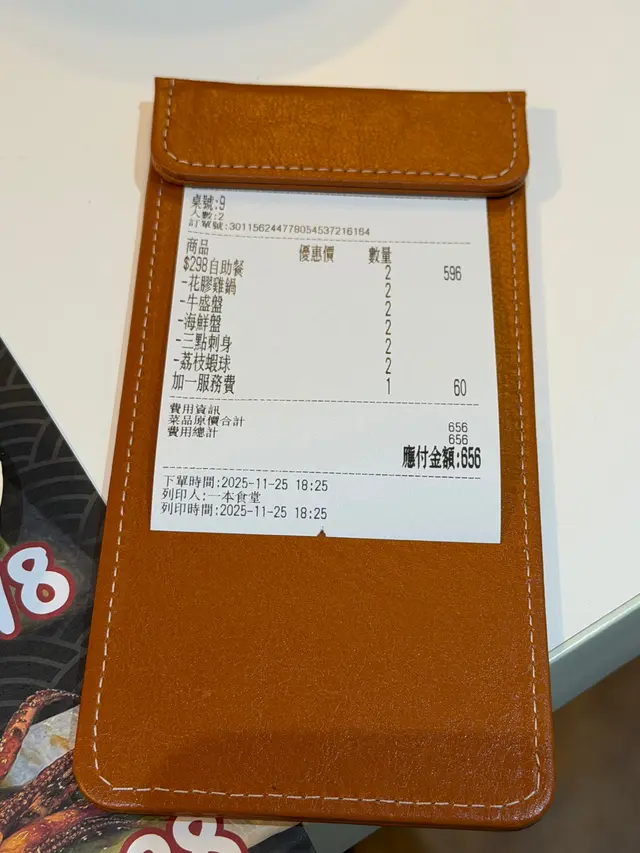 桌號:9
人數:2
訂單號:301156244778054537216164
商品 優惠價 數量
$298自助餐 2 596
-花膠雞鍋 2
-牛盛盤 2
-海鮮盤 2
-三點刺身 2
-荔枝蝦球 2
加一服務費 1 60
費用資訊
菜品原價合計 656
費用總計 656
應付金額:656
下單時間:2025-11-25 18:25
列印人:一本食堂
列印時間:2025-11-25 18:25